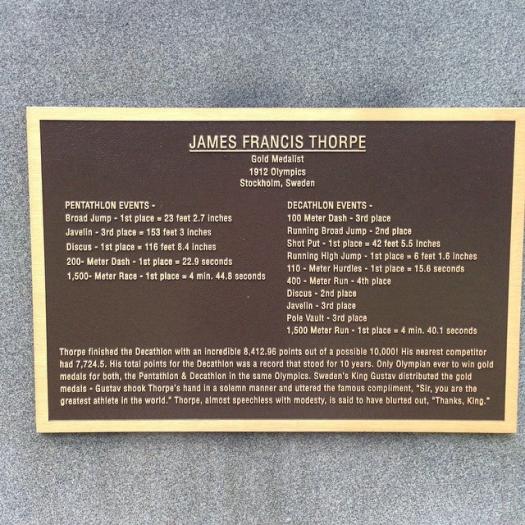 JAMES FRANCIS THORPE
Gold Medalist
1912 Olympics
Stockholm, Sweden
PENTATHLON EVENTS -
Broad Jump - 1st place = 23 feet 2.7 inches
Javelin - 3rd place = 153 feet 3 inches
Discus - 1st place = 116 feet 8.4 inches
200- Meter Dash - 1st place = 22.9 seconds
1,500- Meter Race - 1st place = 4 min. 44.8 seconds
DECATHLON EVENTS -
100 Meter Dash - 3rd place
Running Broad Jump - 2nd place
Shot Put - 1st place = 42 feet 5.5 inches
Running High Jump - 1st place = 6 feet 1.6 inches
110 - Meter Hurdles - 1st place = 15.6 seconds
400 - Meter Run - 4th place
Discus - 2nd place
Javelin - 3rd place
Pole Vault - 3rd place
1,500 Meter Run - 1st place = 4 min. 40.1 seconds
Thorpe finished the Decathlon with an incredible 8,412.96 points out of a possible 10,000! His nearest competitor
had 7,724.5. His total points for the Decathlon was a record that stood for 10 years. Only Olympian ever to win gold
medals for both, the Pentathlon & Decathlon in the same Olympics. Sweden's King Gustav distributed the gold
medals - Gustav shook Thorpe's hand in a solemn manner and uttered the famous compliment, "Sir, you are the
greatest athlete in the world." Thorpe, almost speechless with modesty, is said to have blurted out, "Thanks, King."